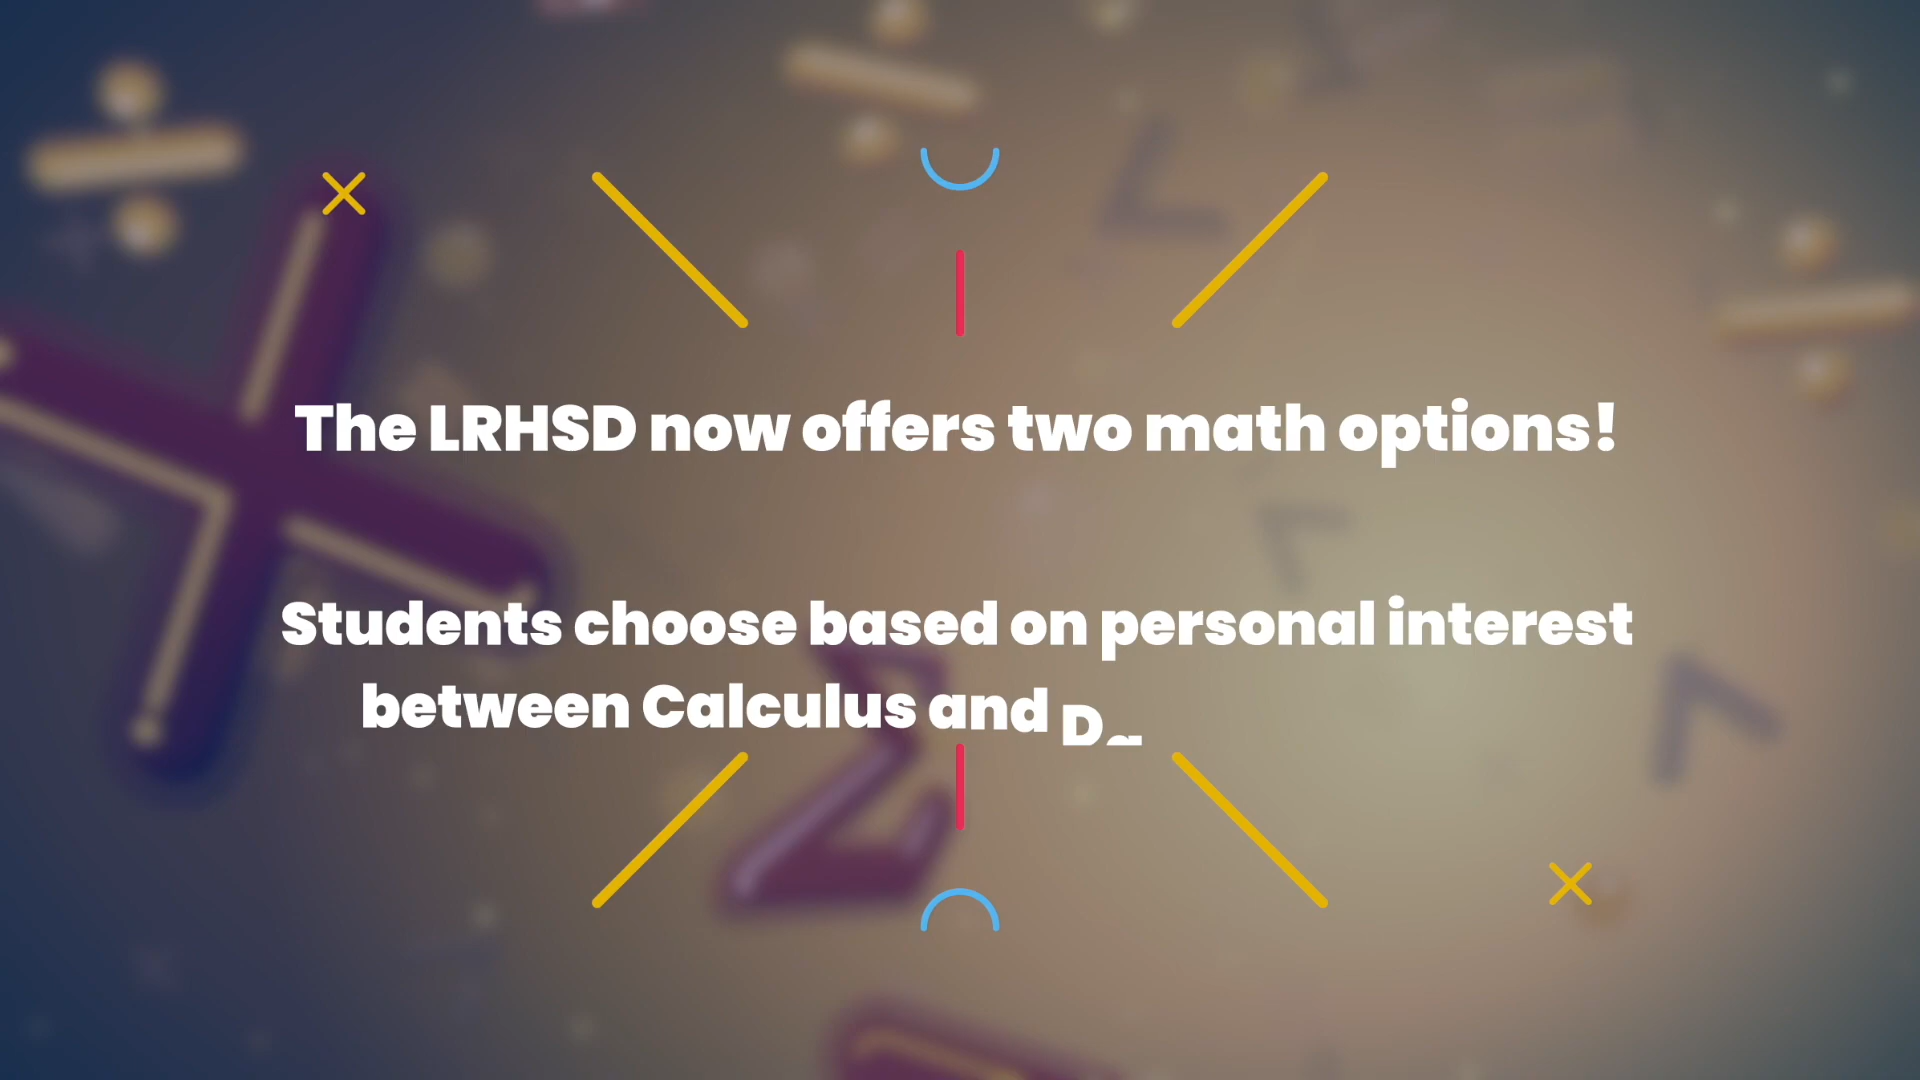 The LRHSD now offers two math options!
Students choose based on personal interest
between Calculus and